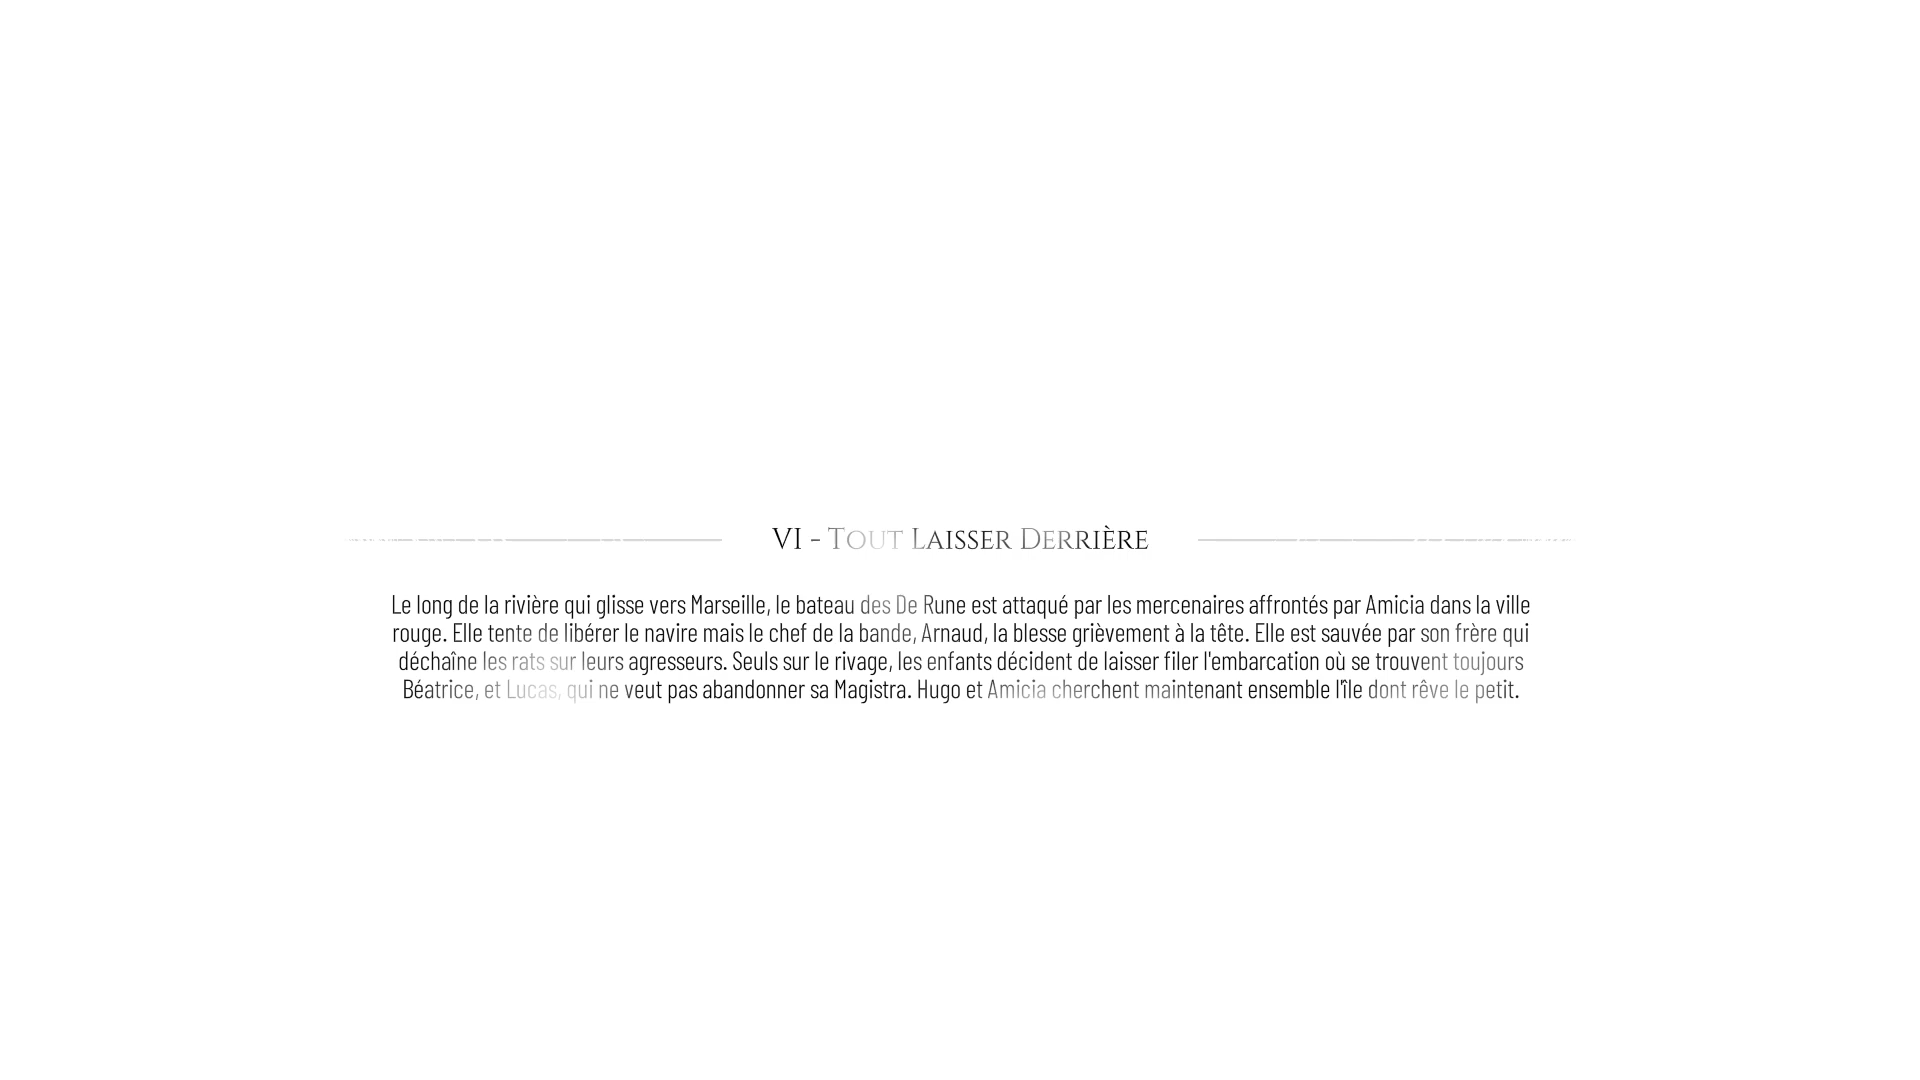 VI - Tout Laisser Derrière
Le long de la rivière qui glisse vers Marseille, le bateau des De Rune est attaqué par les mercenaires affrontés par Amicia dans la ville
rouge. Elle tente de libérer le navire mais le chef de la bande, Arnaud, la blesse grièvement à la tête. Elle est sauvée par son frère qui
déchaîne les rats sur leurs agresseurs. Seuls sur le rivage, les enfants décident de laisser filer l'embarcation où se trouvent toujours
Béatrice, et Lucas, qui ne veut pas abandonner sa Magistra. Hugo et Amicia cherchent maintenant ensemble l'île dont rêve le petit.